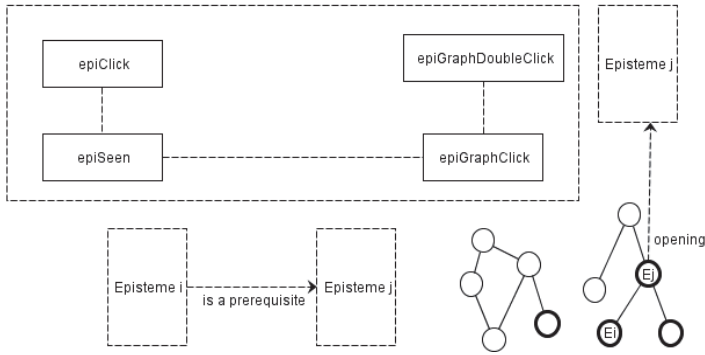 epiClick
epiGraphDoubleClick
Episteme j
epiSeen
epiGraphClick
opening
Episteme i
is a prerequisite
Episteme j
Ej
Ei